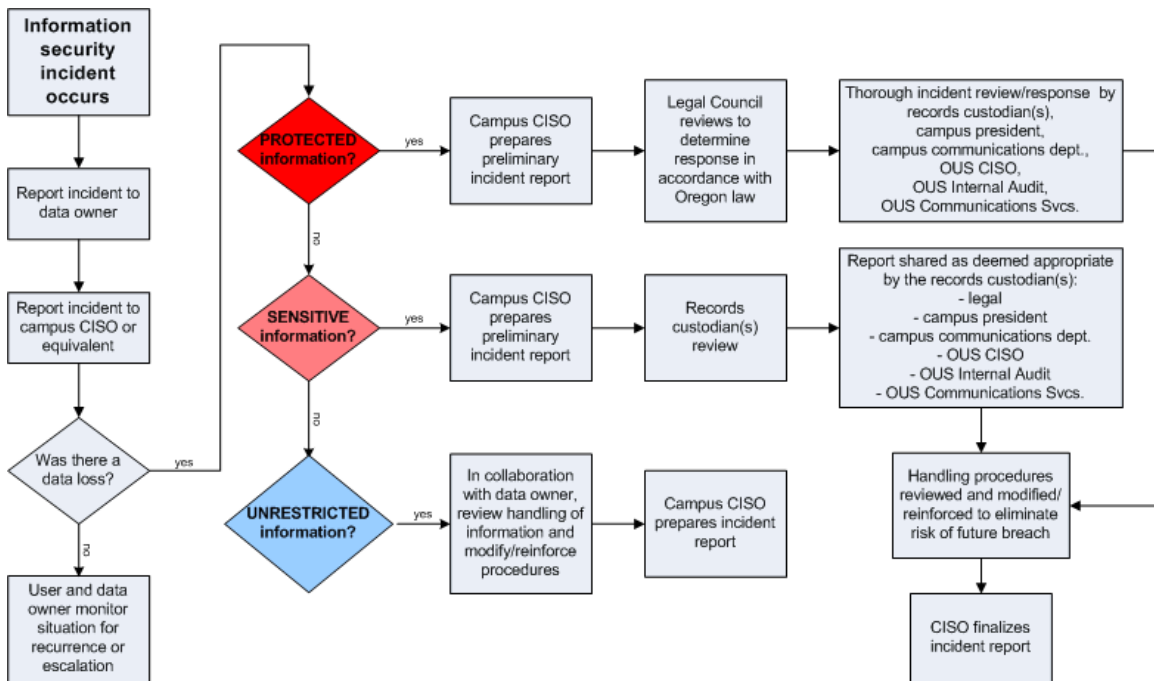 Information
security
incident
occurs
Report incident to
data owner
Report incident to
campus CISO or
equivalent
Was there a
data loss?
yes
no
User and data
owner monitor
situation for
recurrence or
escalation
PROTECTED
information?
yes
no
Campus CISO
prepares
preliminary
incident report
Legal Council
reviews to
determine
response in
accordance with
Oregon law
Thorough incident review/response by
records custodian(s),
campus president,
campus communications dept.,
OUS CISO,
OUS Internal Audit,
OUS Communications Svcs.
SENSITIVE
information?
yes
no
Campus CISO
prepares
preliminary
incident report
Records
custodian(s)
review
Report shared as deemed appropriate
by the records custodian(s):
- legal
- campus president
- campus communications dept.
- OUS CISO
- OUS Internal Audit
- OUS Communications Svcs.
UNRESTRICTED
information?
yes
In collaboration
with data owner,
review handling of
information and
modify/reinforce
procedures
Campus CISO
prepares incident
report
Handling procedures
reviewed and modified/
reinforced to eliminate
risk of future breach
CISO finalizes
incident report